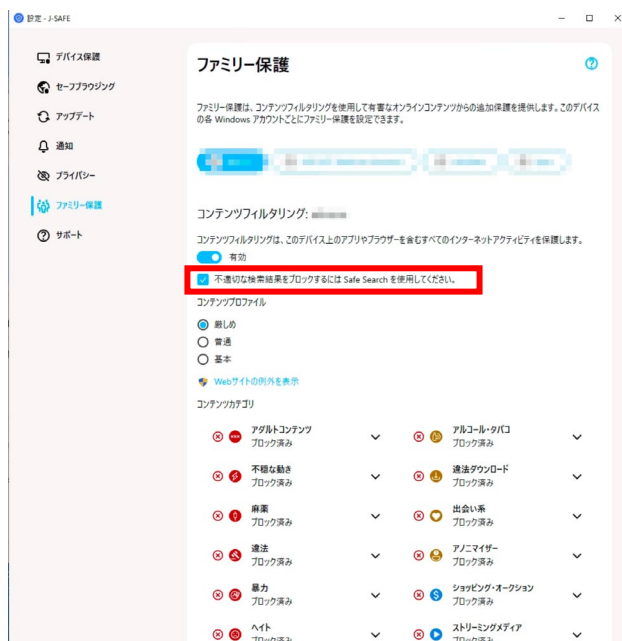 設定 - J-SAFE
デバイス保護
セーフブラウジング
アップデート
通知
プライバシー
ファミリー保護
サポート
ファミリー保護
ファミリー保護は、コンテンツフィルタリングを使用して有害なオンラインコンテンツからの追加保護を提供します。このデバイス
の各 Windows アカウントごとにファミリー保護を設定できます。
コンテンツフィルタリング:
コンテンツフィルタリングは、このデバイス上のアプリやブラウザーを含むすべてのインターネットアクティビティを保護します。
有効
不適切な検索結果をブロックするには Safe Search を使用してください。
コンテンツプロファイル
厳しめ
普通
基本
Webサイトの例外を表示
コンテンツカテゴリ
アダルトコンテンツ
ブロック済み
アルコール・タバコ
ブロック済み
不穏な動き
ブロック済み
違法ダウンロード
ブロック済み
麻薬
ブロック済み
出会い系
ブロック済み
違法
ブロック済み
アノニマイザー
ブロック済み
暴力
ブロック済み
ショッピング・オークション
ブロック済み
ヘイト
ブロック済み
ストリーミングメディア
ブロック済み